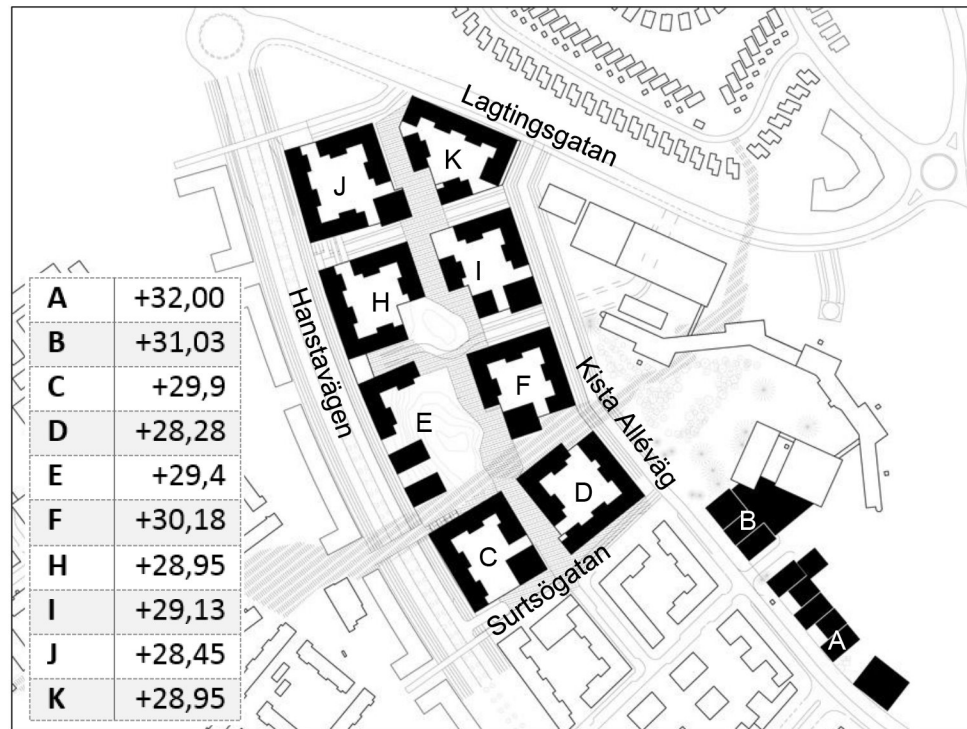 Lagtingsgatan
K
J
I
H
Hanstavägen
Kista Alléväg
F
E
D
B
C
Surtsögatan
A
A +32,00
B +31,03
C +29,9
D +28,28
E +29,4
F +30,18
H +28,95
I +29,13
J +28,45
K +28,95